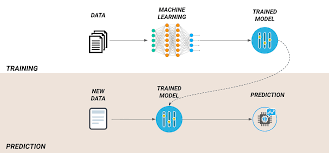 DATA
MACHINE
LEARNING
TRAINED
MODEL
TRAINING
NEW
DATA
TRAINED
MODEL
PREDICTION
PREDICTION